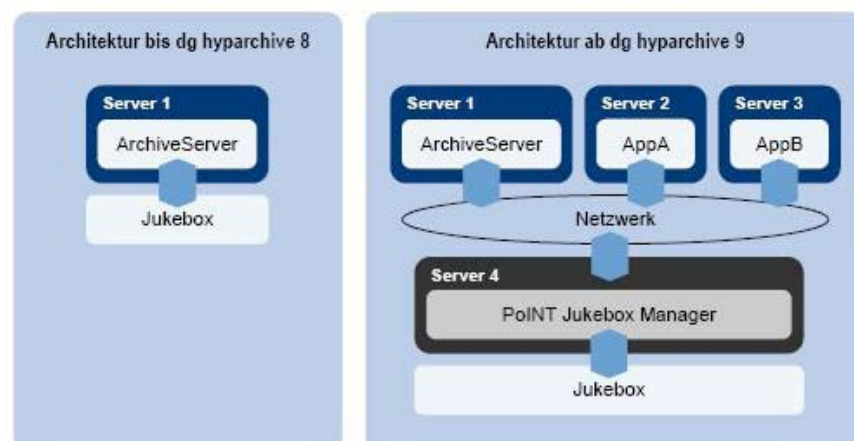 Architektur bis dg hyparchive 8
Server 1
ArchiveServer
Jukebox
Architektur ab dg hyparchive 9
Server 1
ArchiveServer
Server 2
AppA
Server 3
AppB
Netzwerk
Server 4
PoINT Jukebox Manager
Jukebox